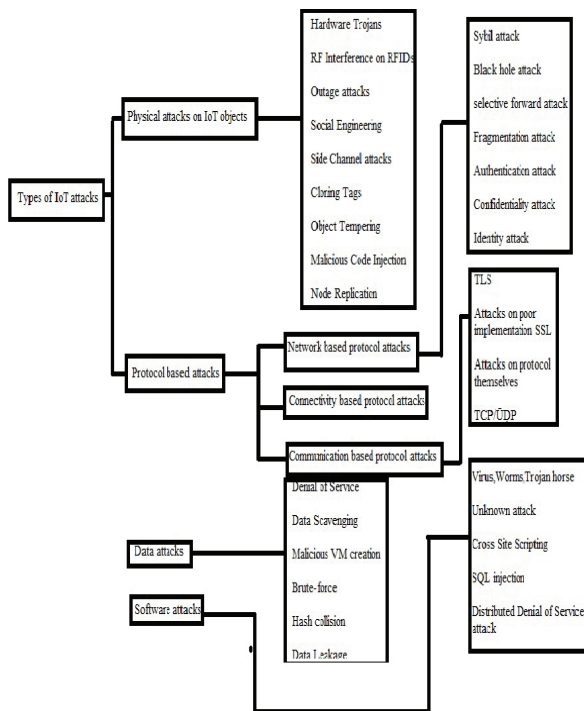 Types of IoT attacks
Physical attacks on IoT objects
Hardware Trojans
RF Interference on RFIDs
Outage attacks
Social Engineering
Side Channel attacks
Cloning Tags
Object Tempering
Malicious Code Injection
Node Replication
Protocol based attacks
Network based protocol attacks
Sybil attack
Black hole attack
selective forward attack
Fragmentation attack
Authentication attack
Confidentiality attack
Identity attack
Connectivity based protocol attacks
Communication based protocol attacks
TLS
Attacks on poor
implementation SSL
Attacks on protocol
themselves
TCP/UDP
Data attacks
Denial of Service
Data Scavenging
Malicious VM creation
Brute-force
Hash collision
Data Leakage
Software attacks
Virus,Worms,Trojan horse
Unknown attack
Cross Site Scripting
SQL injection
Distributed Denial of Service
attack